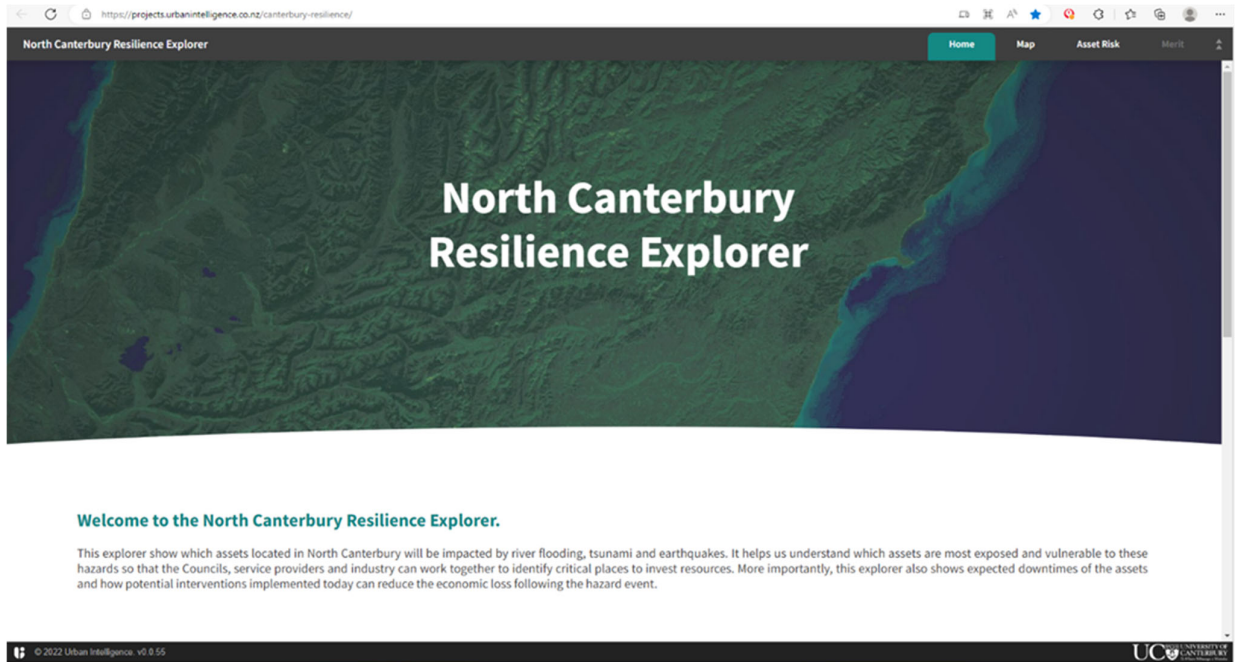 https://projects.urbanintelligence.co.nz/canterbury-resilience/
North Canterbury Resilience Explorer
Home
Map
Asset Risk
Merit
North Canterbury
Resilience Explorer
Welcome to the North Canterbury Resilience Explorer.
This explorer show which assets located in North Canterbury will be impacted by river flooding, tsunami and earthquakes. It helps us understand which assets are most exposed and vulnerable to these
hazards so that the Councils, service providers and industry can work together to identify critical places to invest resources. More importantly, this explorer also shows expected downtimes of the assets
and how potential interventions implemented today can reduce the economic loss following the hazard event.
© 2022 Urban Intelligence. v0.0.55
UC
UNIVERSITY OF
CANTERBURY